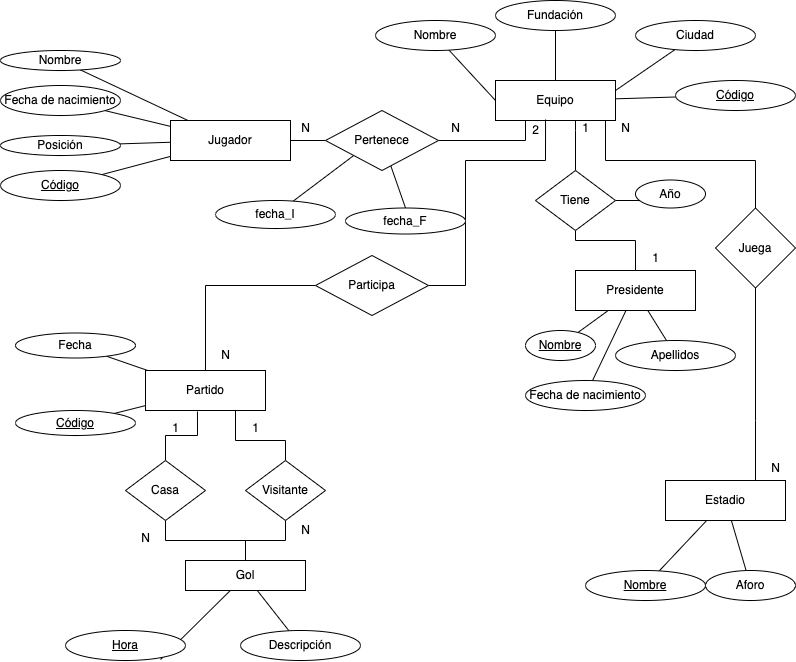 Fundación
Nombre
Ciudad
Nombre
Fecha de nacimiento
Equipo
Código
Jugador
N
Pertenece
N
2
1
N
Posición
Código
fecha_I
fecha_F
Tiene
Año
Juega
1
Participa
Presidente
Nombre
Apellidos
Fecha
N
Fecha de nacimiento
Partido
Código
1
1
N
Casa
Visitante
Estadio
N
N
Gol
Nombre
Aforo
Hora
Descripción